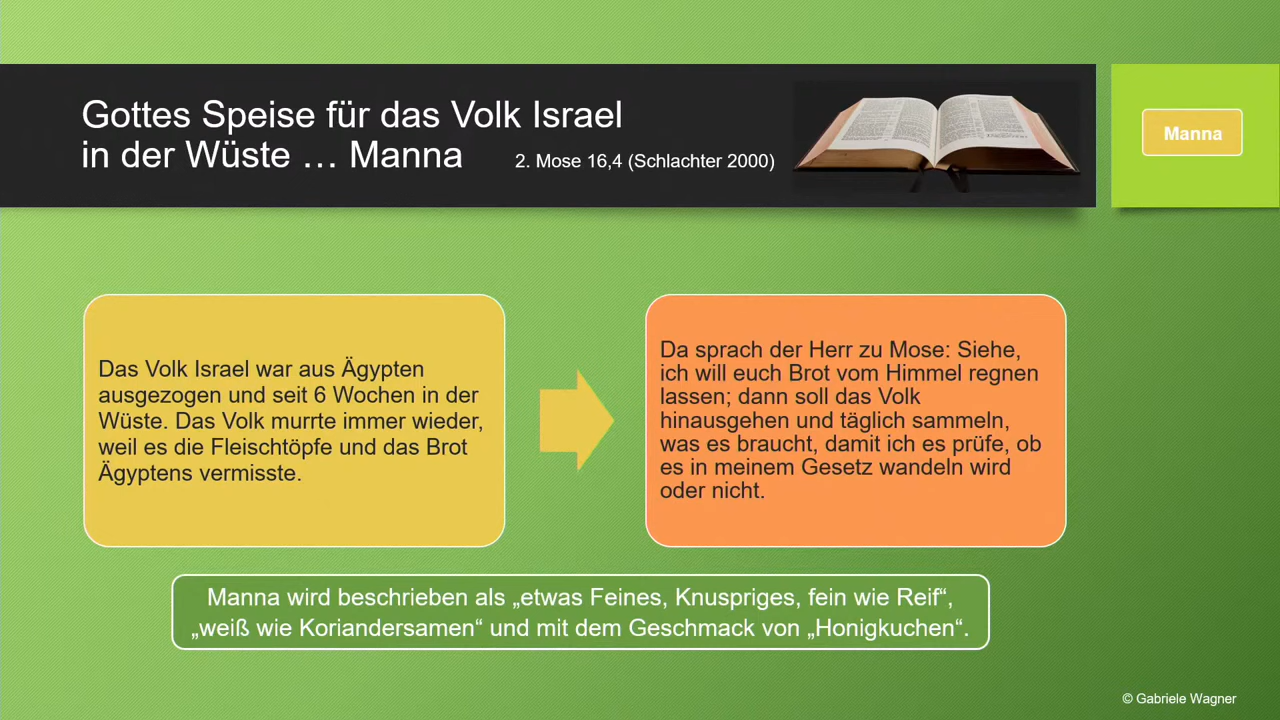 Gottes Speise für das Volk Israel
in der Wüste … Manna 2. Mose 16,4 (Schlachter 2000)
Manna
Das Volk Israel war aus Ägypten
ausgezogen und seit 6 Wochen in der
Wüste. Das Volk murrte immer wieder,
weil es die Fleischtöpfe und das Brot
Ägyptens vermisste.
Da sprach der Herr zu Mose: Siehe,
ich will euch Brot vom Himmel regnen
lassen; dann soll das Volk
hinausgehen und täglich sammeln,
was es braucht, damit ich es prüfe, ob
es in meinem Gesetz wandeln wird
oder nicht.
Manna wird beschrieben als „etwas Feines, Knuspriges, fein wie Reif“,
„weiß wie Koriandersamen“ und mit dem Geschmack von „Honigkuchen“.
© Gabriele Wagner